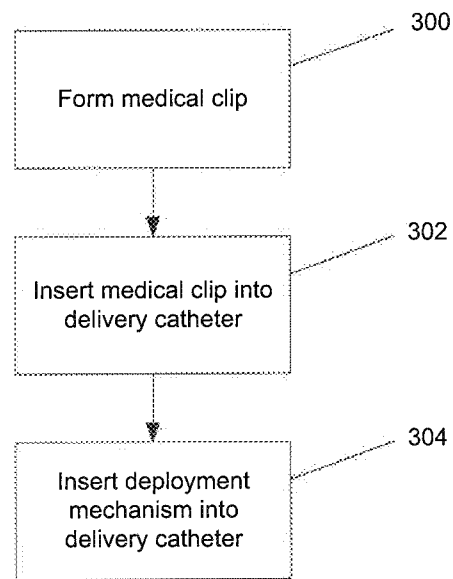 300
Form medical clip
302
Insert medical clip into
delivery catheter
304
Insert deployment
mechanism into
delivery catheter